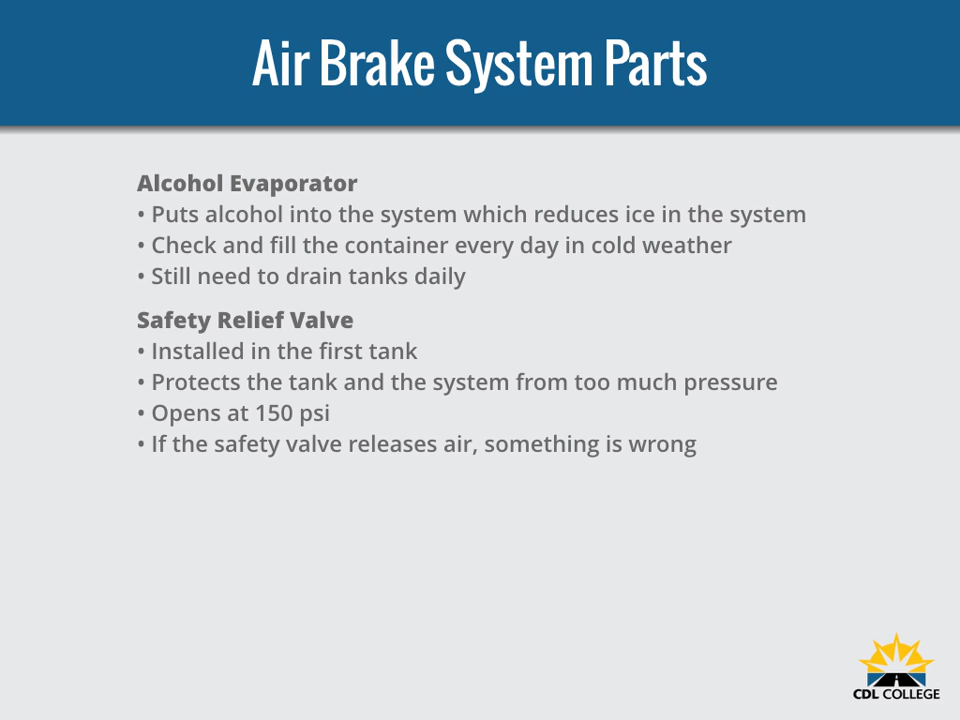 Air Brake System Parts
Alcohol Evaporator
• Puts alcohol into the system which reduces ice in the system
• Check and fill the container every day in cold weather
• Still need to drain tanks daily
Safety Relief Valve
• Installed in the first tank
• Protects the tank and the system from too much pressure
• Opens at 150 psi
• If the safety valve releases air, something is wrong
CDL COLLEGE